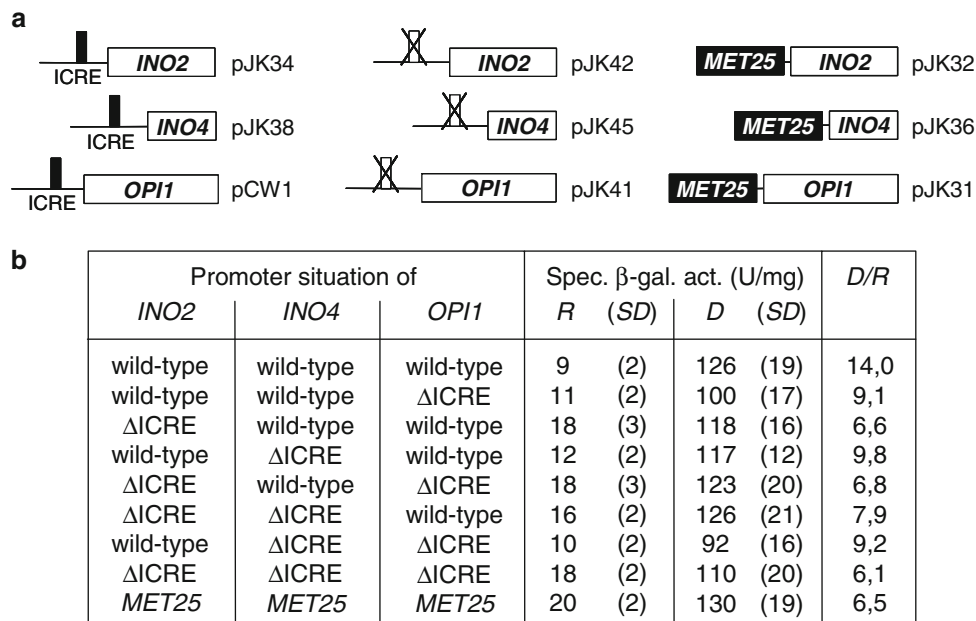 a
INO2 pJK34 INO2 pJK42 MET25 INO2 pJK32
ICRE
INO4 pJK38 INO4 pJK45 MET25 INO4 pJK36
ICRE
OPI1 pCW1 OPI1 pJK41 MET25 OPI1 pJK31
ICRE
b
Promoter situation of Spec. β-gal. act. (U/mg) D/R
INO2 INO4 OPI1 R (SD) D (SD)
wild-type wild-type wild-type 9 (2) 126 (19) 14,0
wild-type wild-type ΔICRE 11 (2) 100 (17) 9,1
ΔICRE wild-type wild-type 18 (3) 118 (16) 6,6
wild-type ΔICRE wild-type 12 (2) 117 (12) 9,8
ΔICRE wild-type ΔICRE 18 (3) 123 (20) 6,8
ΔICRE ΔICRE wild-type 16 (2) 126 (21) 7,9
wild-type ΔICRE ΔICRE 10 (2) 92 (16) 9,2
ΔICRE ΔICRE ΔICRE 18 (2) 110 (20) 6,1
MET25 MET25 MET25 20 (2) 130 (19) 6,5